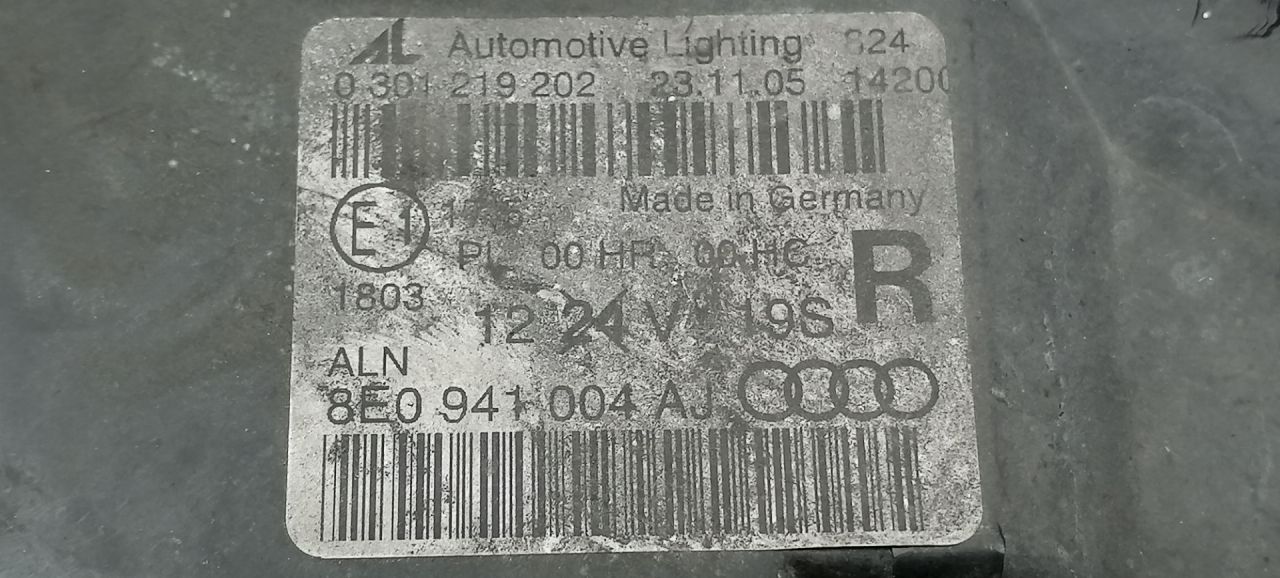 AL Automotive Lighting 824
0 301 219 202 23.11.05 14200
Made in Germany
E1
PL 00 HR 00 HC
R
1803
12 24 V 19S
ALN
8E0 941 004 AJ